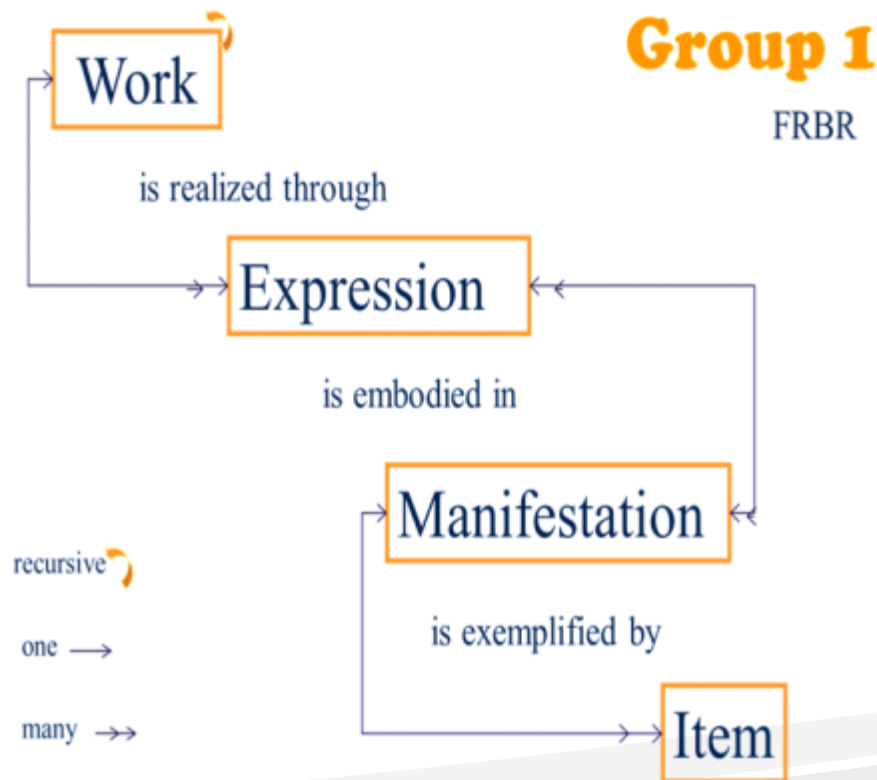 Group 1
Work
FRBR
is realized through
Expression
is embodied in
Manifestation
recursive
is exemplified by
one
many
Item